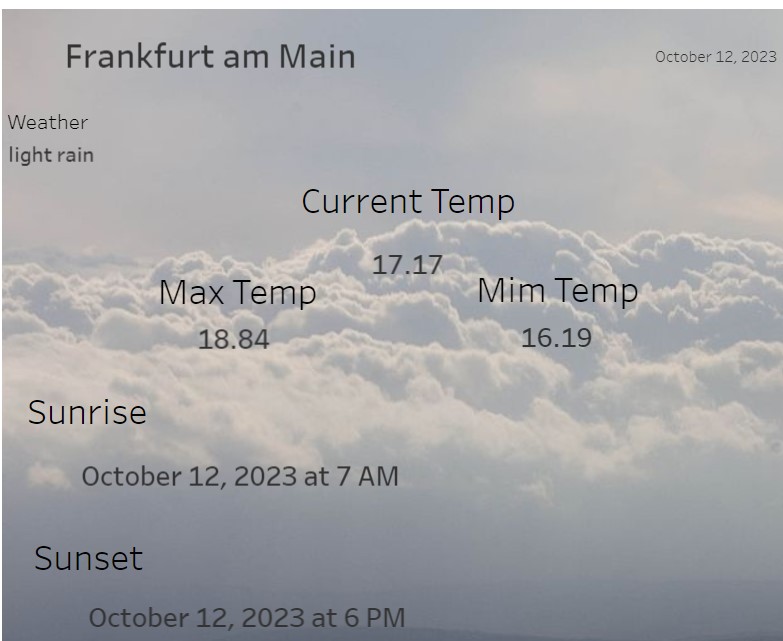 Frankfurt am Main
October 12, 2023
Weather
light rain
Current Temp
17.17
Max Temp
18.84
Mim Temp
16.19
Sunrise
October 12, 2023 at 7 AM
Sunset
October 12, 2023 at 6 PM